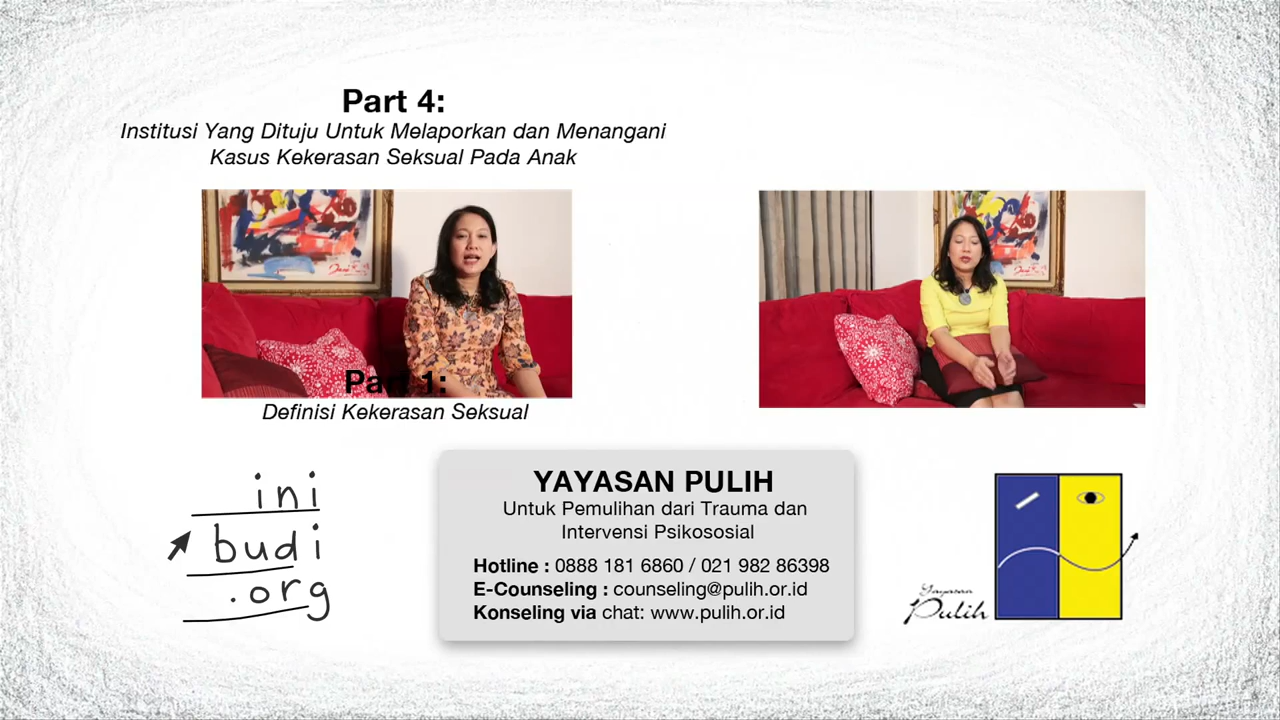 Part 4:
Institusi Yang Dituju Untuk Melaporkan dan Menangani
Kasus Kekerasan Seksual Pada Anak
Part 1:
Definisi Kekerasan Seksual
ini
budi
.org
YAYASAN PULIH
Untuk Pemulihan dari Trauma dan
Intervensi Psikososial
Hotline : 0888 181 6860 / 021 982 86398
E-Counseling : counseling@pulih.or.id
Konseling via chat: www.pulih.or.id
Yayasan
Pulih